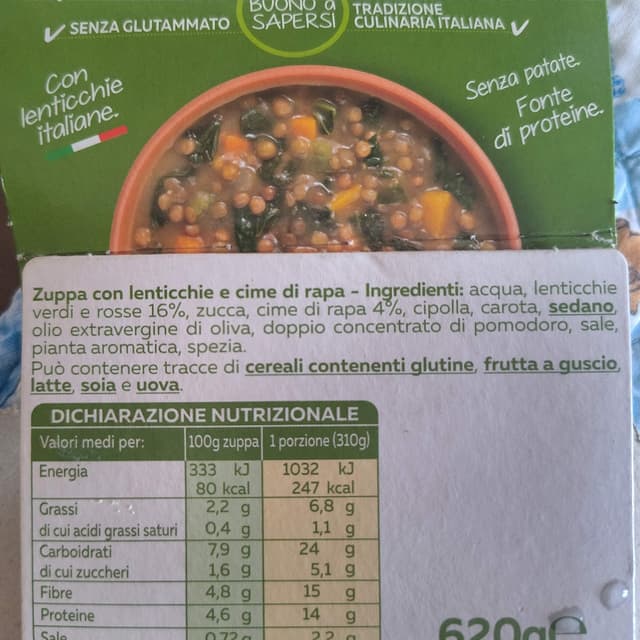 SENZA GLUTAMMATO
BUONO a
SAPERSI
TRADIZIONE
CULINARIA ITALIANA
Con
lenticchie
italiane.
Senza patate.
Fonte
di proteine.
Zuppa con lenticchie e cime di rapa - Ingredienti: acqua, lenticchie
verdi e rosse 16%, zucca, cime di rapa 4%, cipolla, carota, sedano,
olio extravergine di oliva, doppio concentrato di pomodoro, sale,
pianta aromatica, spezia.
Può contenere tracce di cereali contenenti glutine, frutta a guscio,
latte, soia e uova.
DICHIARAZIONE NUTRIZIONALE
Valori medi per: 100g zuppa 1 porzione (310g)
Energia 333 kJ 1032 kJ
80 kcal 247 kcal
Grassi 2,2 g 6,8 g
di cui acidi grassi saturi 0,4 g 1,1 g
Carboidrati 7,9 g 24 g
di cui zuccheri 1,6 g 5,1 g
Fibre 4,8 g 15 g
Proteine 4,6 g 14 g
Sale 0,72 g 2,2 g
620g e